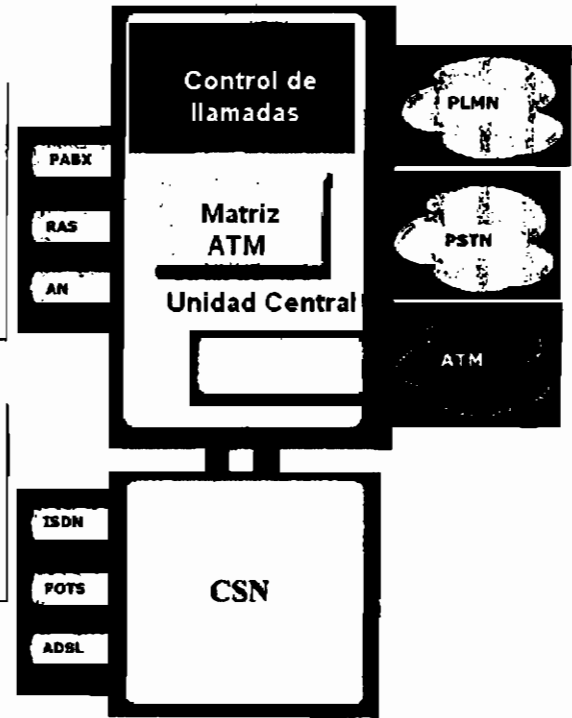 Control de
llamadas
PLMN
PABX
RAS
Matriz
ATM
PSTN
AN
Unidad Central
ATM
ISDN
POTS
CSN
ADSL